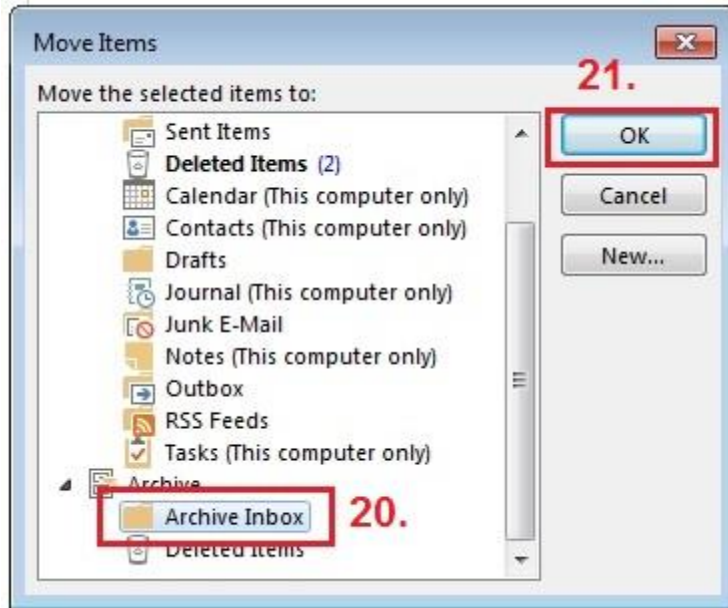 Move Items
21.
Move the selected items to:
Sent Items
OK
Deleted Items (2)
Calendar (This computer only)
Cancel
Contacts (This computer only)
Drafts
New...
Journal (This computer only)
Junk E-Mail
Notes (This computer only)
Outbox
RSS Feeds
Tasks (This computer only)
Archive
Archive Inbox
20.
Deleted Items